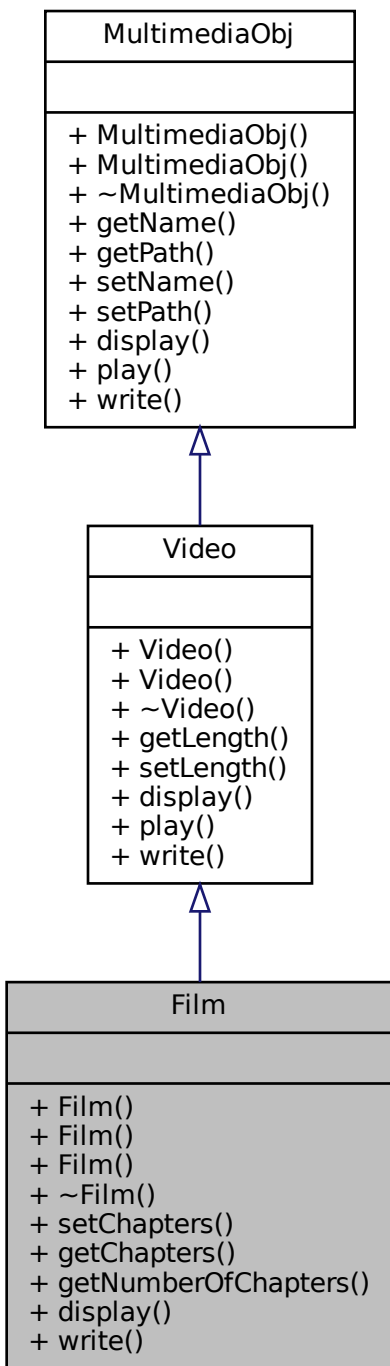 MultimediaObj
+ MultimediaObj()
+ MultimediaObj()
+ ~MultimediaObj()
+ getName()
+ getPath()
+ setName()
+ setPath()
+ display()
+ play()
+ write()
Video
+ Video()
+ Video()
+ ~Video()
+ getLength()
+ setLength()
+ display()
+ play()
+ write()
Film
+ Film()
+ Film()
+ Film()
+ ~Film()
+ setChapters()
+ getChapters()
+ getNumberOfChapters()
+ display()
+ write()